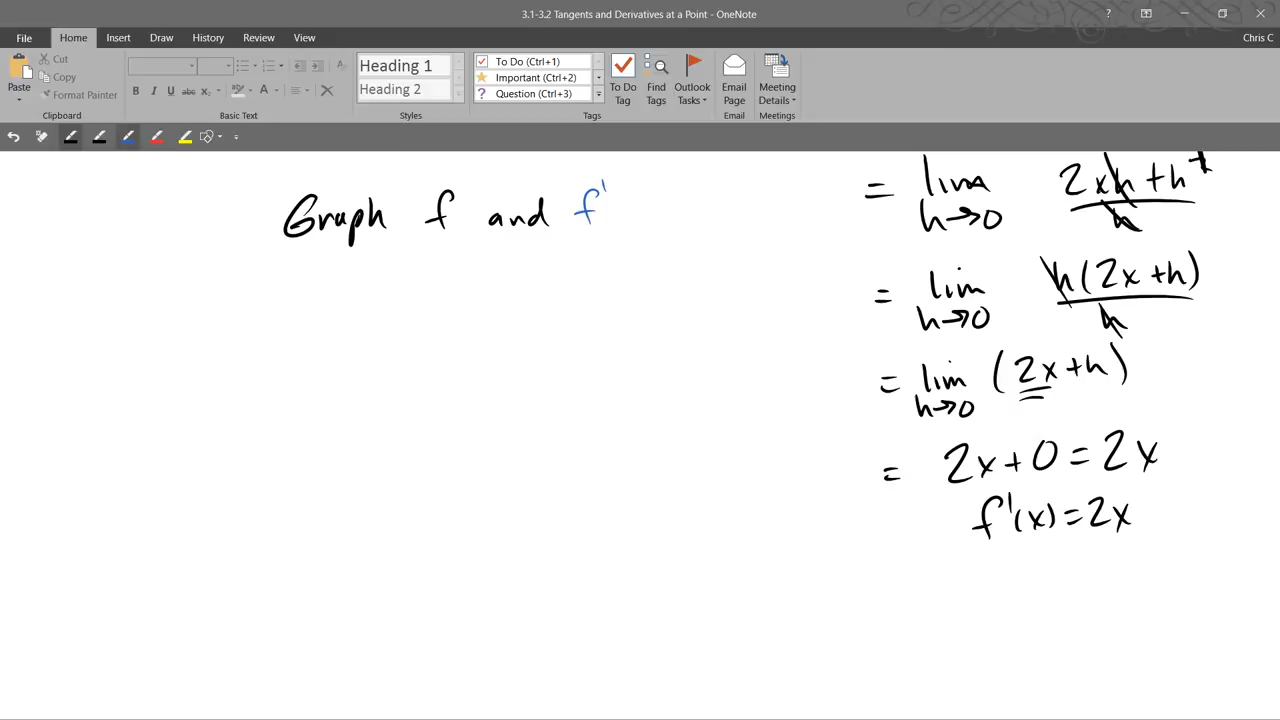 3.1-3.2 Tangents and Derivatives at a Point - OneNote
File Home Insert Draw History Review View Chris C
Paste
Cut
Copy
Format Painter
Clipboard
B I U abc x₂ A
Basic Text
Heading 1
Heading 2
Styles
To Do (Ctrl+1)
Important (Ctrl+2)
Question (Ctrl+3)
To Do Tag
Find Tags
Outlook Tasks
Tags
Email Page
Email
Meeting Details
Meetings
Graph f and f'
= lim h→0 (2xh + h²)/h
= lim h→0 h(2x+h)/h
= lim h→0 (2x+h)
= 2x+0=2x
f'(x)=2x